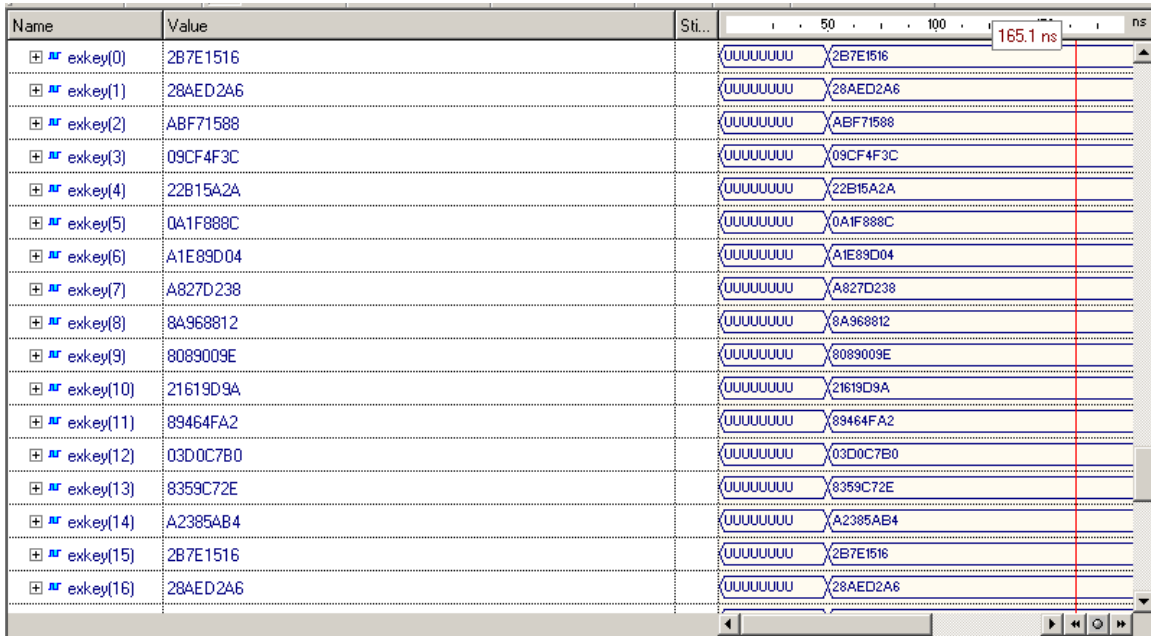 Name Value Sti... 50 100 ns
165.1 ns
exkey(0) 2B7E1516 UUUUUUUU 2B7E1516
exkey(1) 28AED2A6 UUUUUUUU 28AED2A6
exkey(2) ABF71588 UUUUUUUU ABF71588
exkey(3) 09CF4F3C UUUUUUUU 09CF4F3C
exkey(4) 22B15A2A UUUUUUUU 22B15A2A
exkey(5) 0A1F888C UUUUUUUU 0A1F888C
exkey(6) A1E89D04 UUUUUUUU A1E89D04
exkey(7) A827D238 UUUUUUUU A827D238
exkey(8) 8A968812 UUUUUUUU 8A968812
exkey(9) 8089009E UUUUUUUU 8089009E
exkey(10) 21619D9A UUUUUUUU 21619D9A
exkey(11) 89464FA2 UUUUUUUU 89464FA2
exkey(12) 03D0C7B0 UUUUUUUU 03D0C7B0
exkey(13) 8359C72E UUUUUUUU 8359C72E
exkey(14) A2385AB4 UUUUUUUU A2385AB4
exkey(15) 2B7E1516 UUUUUUUU 2B7E1516
exkey(16) 28AED2A6 UUUUUUUU 28AED2A6